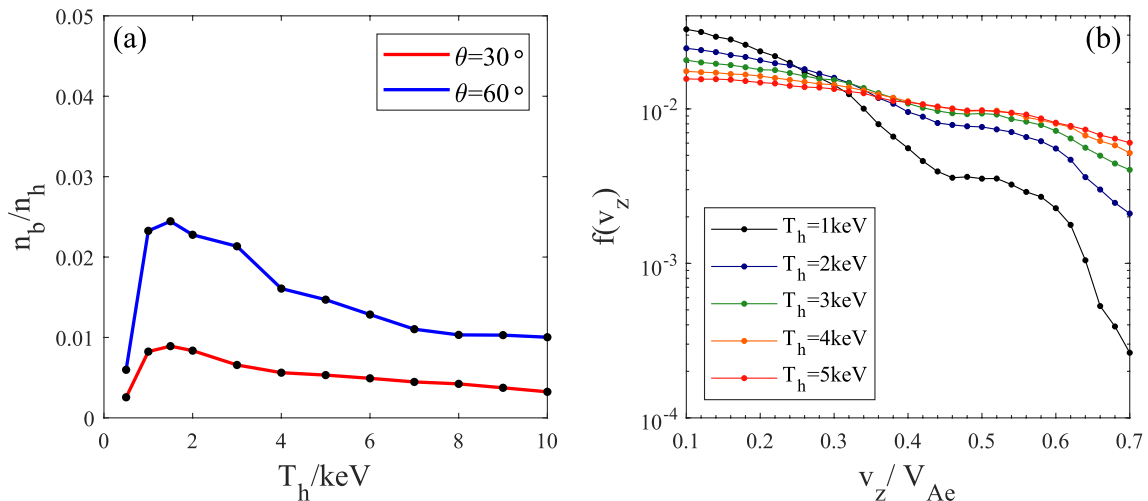 (a)
θ=30°
θ=60°
0.05
0.04
0.03
0.02
0.01
0
n_b/n_h
0
2
4
6
8
10
T_h/keV
(b)
10^-2
10^-3
10^-4
f(v_z)
T_h=1keV
T_h=2keV
T_h=3keV
T_h=4keV
T_h=5keV
0.1
0.2
0.3
0.4
0.5
0.6
0.7
v_z/ V_Ae